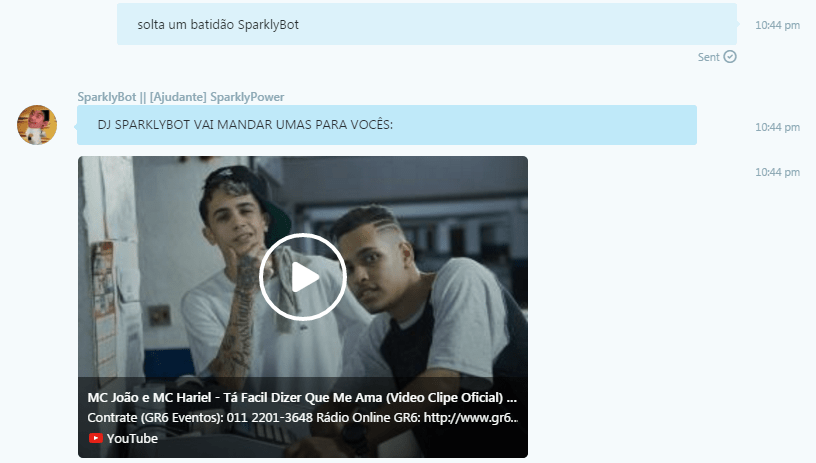 solta um batidão SparklyBot
10:44 pm
Sent
SparklyBot || [Ajudante] SparklyPower
DJ SPARKLYBOT VAI MANDAR UMAS PARA VOCÊS:
10:44 pm
10:44 pm
MC João e MC Hariel - Tá Facil Dizer Que Me Ama (Video Clipe Oficial) ...
Contrate (GR6 Eventos): 011 2201-3648 Rádio Online GR6: http://www.gr6...
YouTube